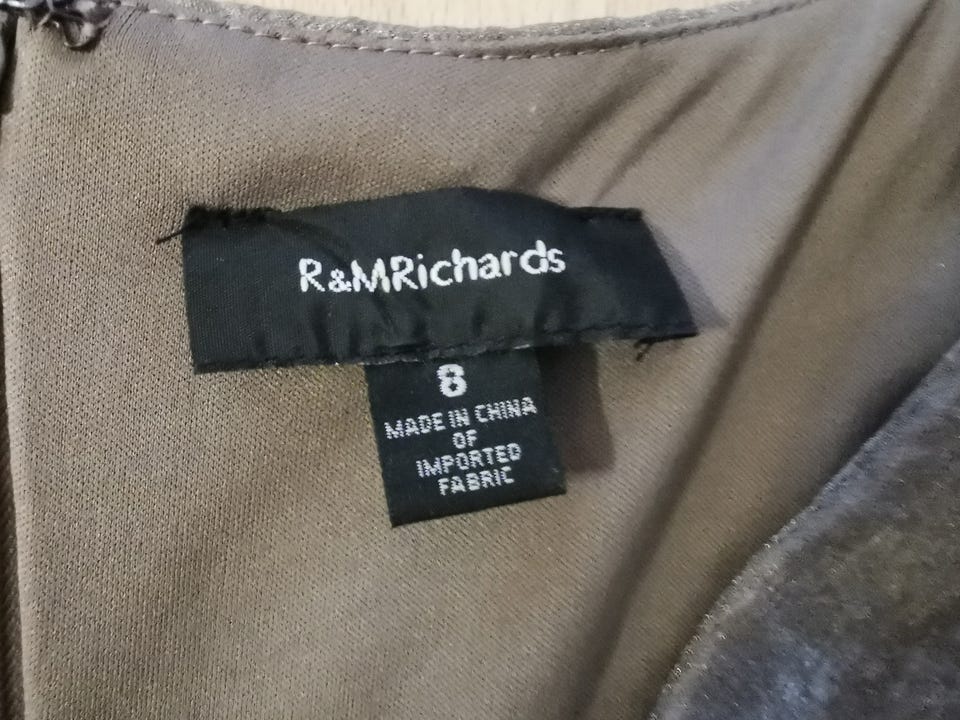 R&MRichards
8
MADE IN CHINA
OF
IMPORTED
FABRIC